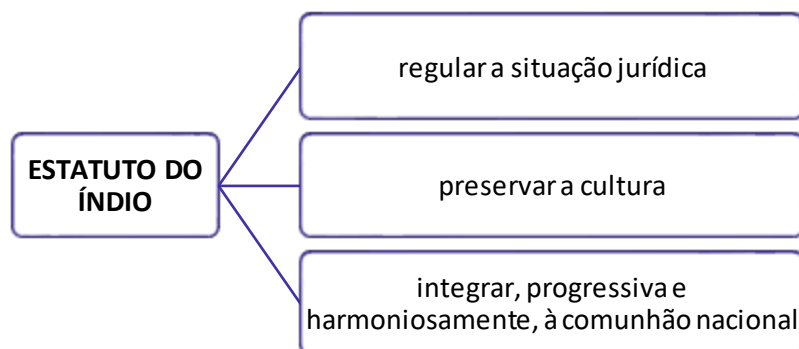 ESTATUTO DO
ÍNDIO
regular a situação jurídica
preservar a cultura
integrar, progressiva e
harmoniosamente, à comunhão nacional